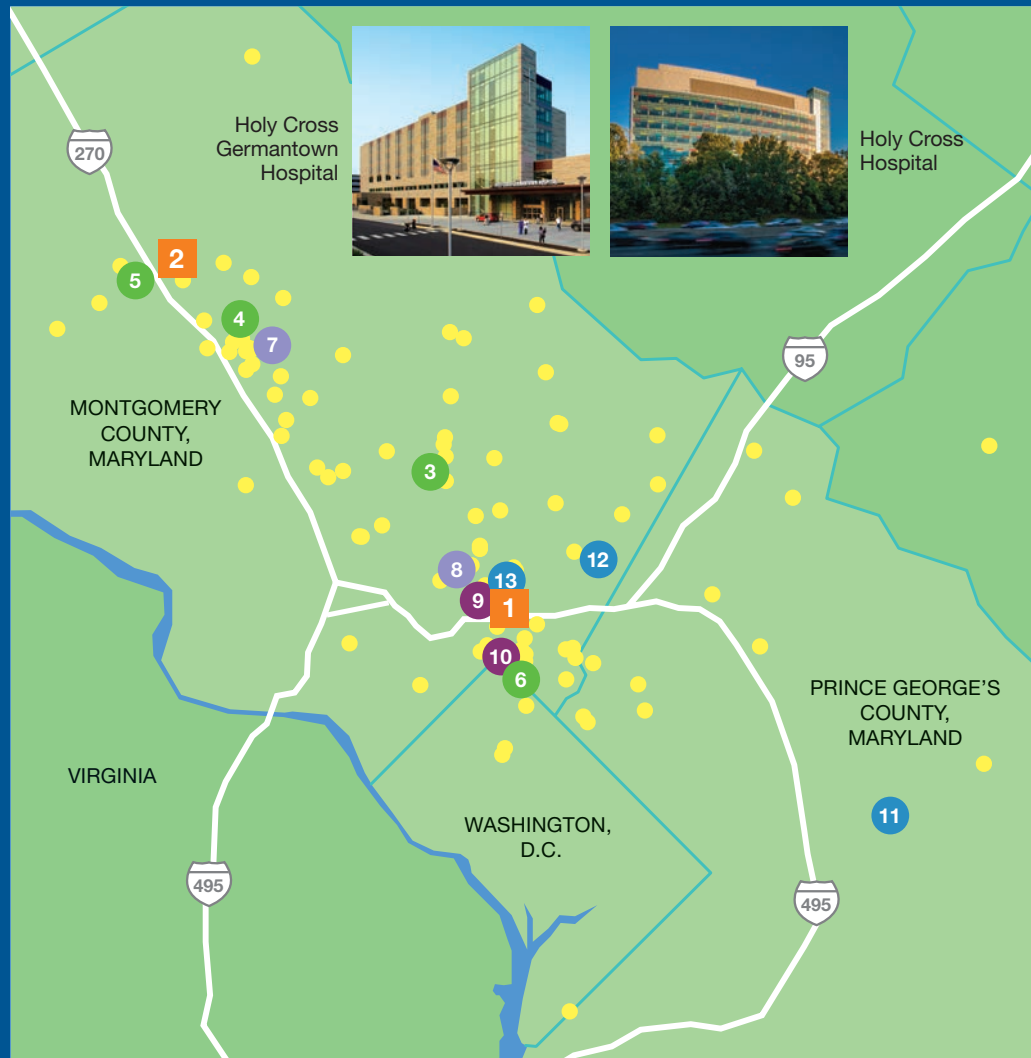 Holy Cross
Germantown
Hospital
Holy Cross
Hospital
270
2
5
4
7
95
MONTGOMERY
COUNTY,
MARYLAND
3
8
13
12
9
1
10
6
PRINCE GEORGE'S
COUNTY,
MARYLAND
VIRGINIA
11
WASHINGTON,
D.C.
495
495